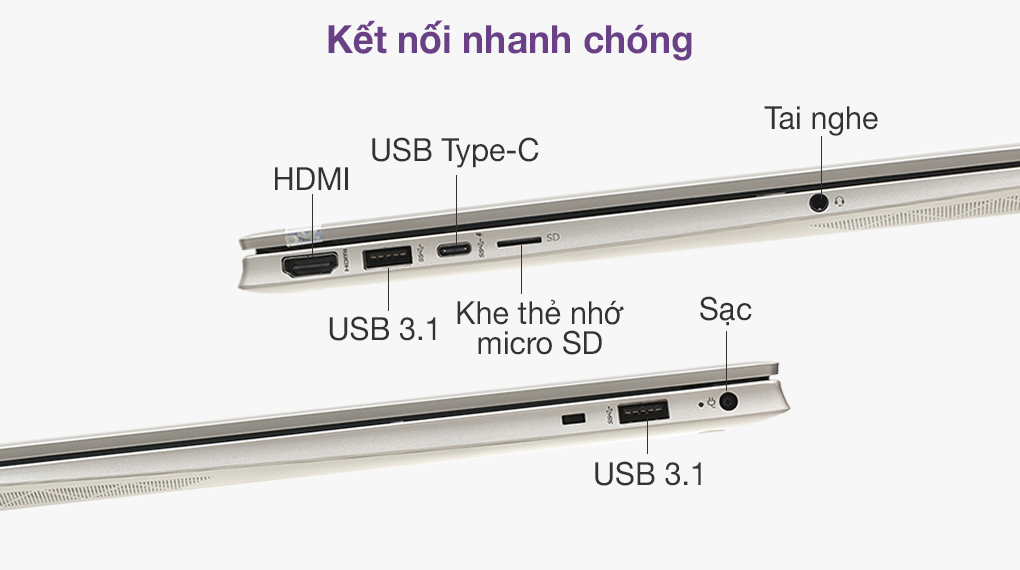 Kết nối nhanh chóng
Tai nghe
USB Type-C
HDMI
HDMI
SD
USB 3.1
Khe thẻ nhớ
micro SD
Sạc
USB 3.1